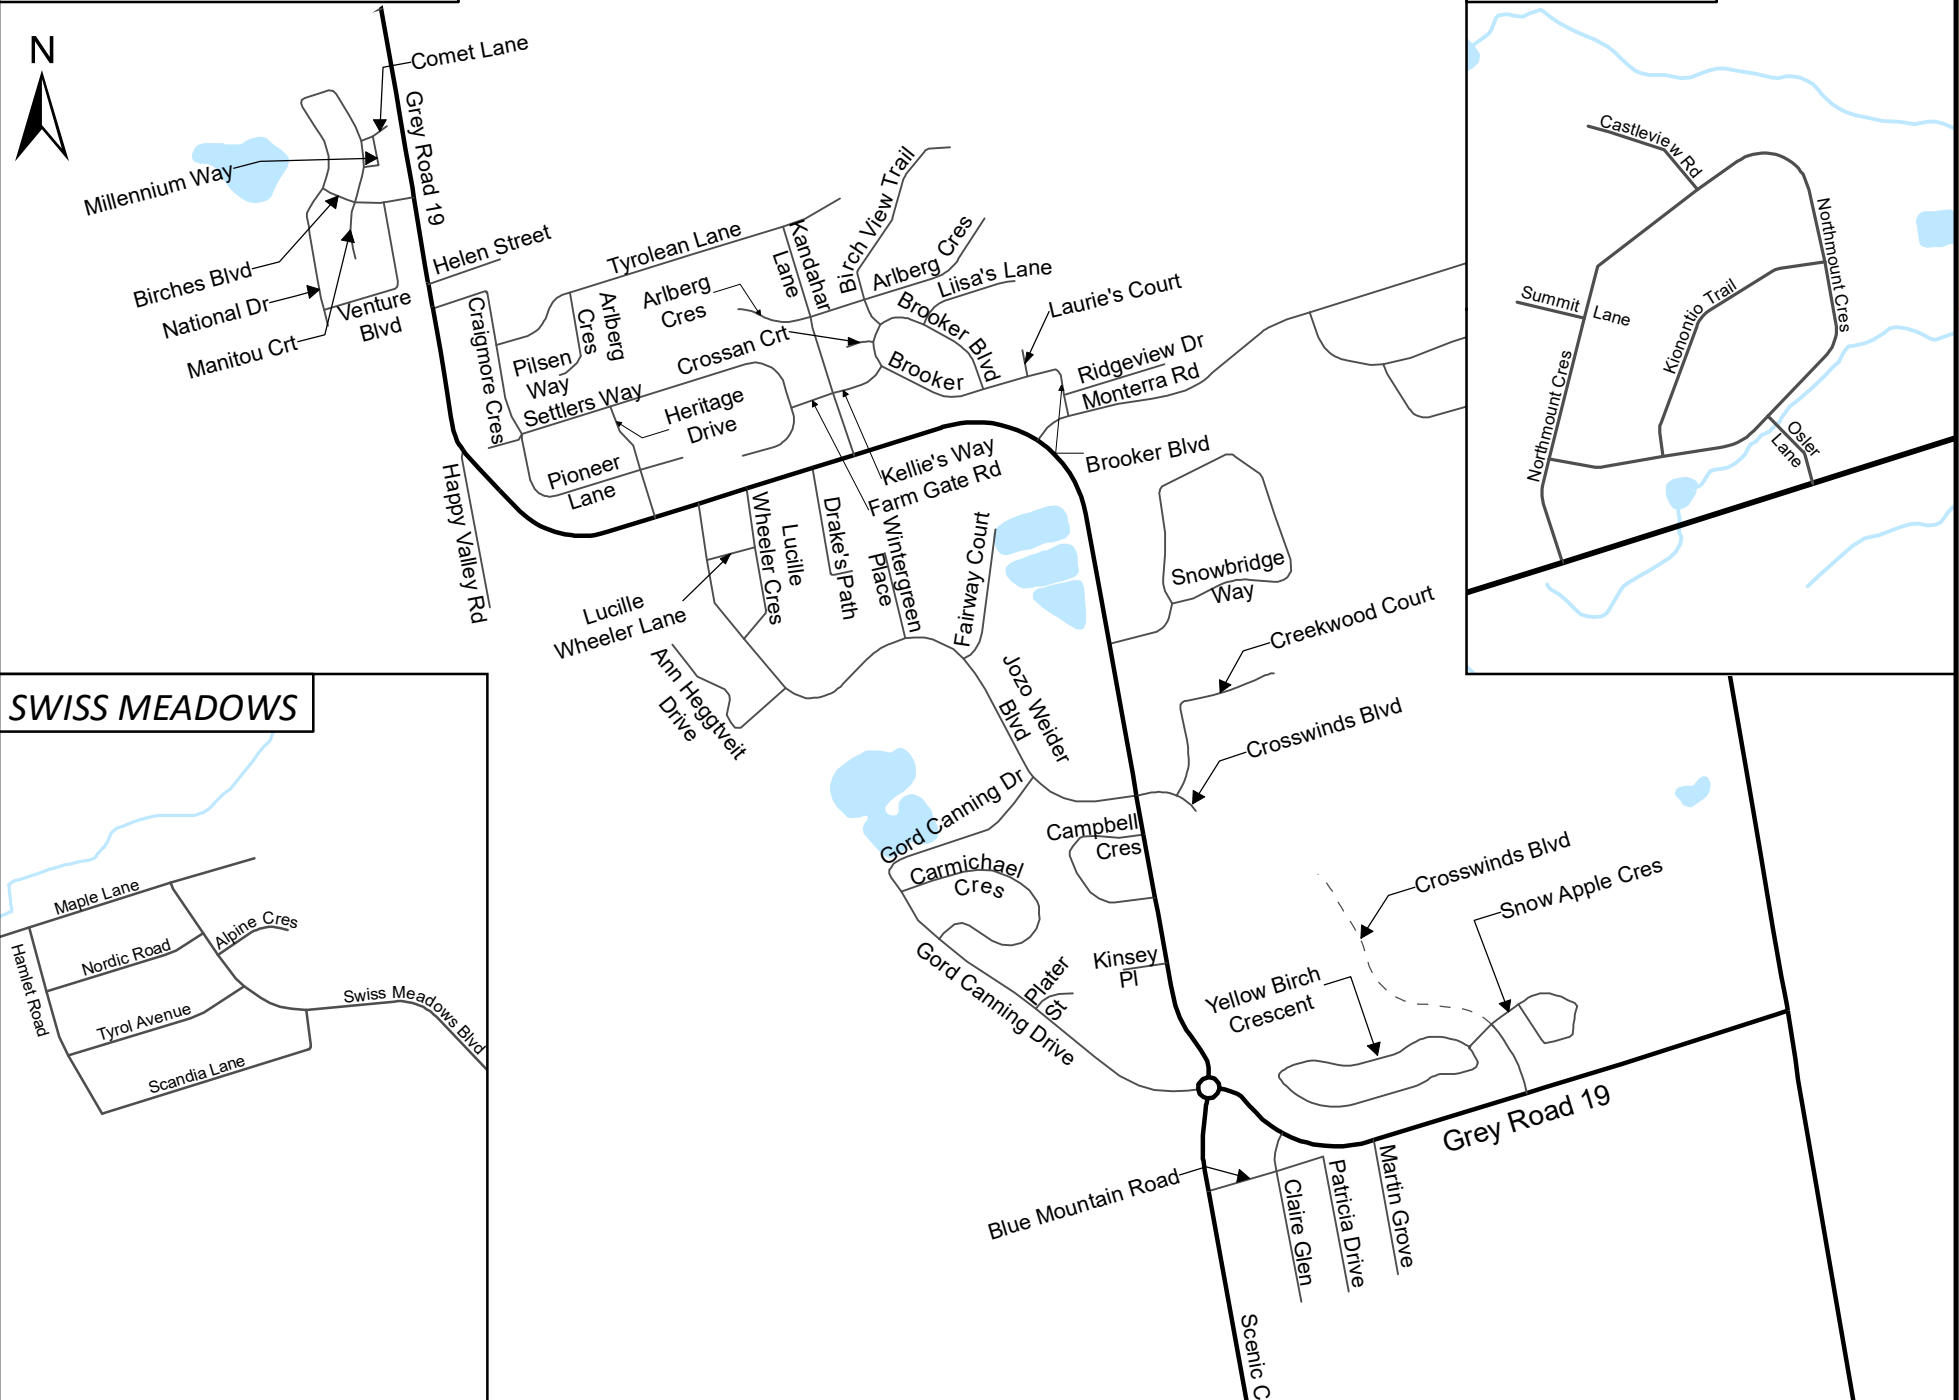 N
Comet Lane
Grey Road 19
Millennium Way
Birches Blvd
National Dr
Manitou Crt
Venture
Blvd
Helen Street
Craigmore Cres
Tyrolean Lane
Kandahar
Lane
Birch View Trail
Arlberg Cres
Liisa's Lane
Arlberg
Cres
Arlberg
Cres
Pilsen
Way
Crossan Crt
Brooker Blvd
Brooker
Laurie's Court
Ridgeview Dr
Monterra Rd
Settlers Way
Heritage
Drive
Pioneer
Lane
Happy Valley Rd
Kellie's Way
Farm Gate Rd
Brooker Blvd
Lucille
Wheeler Cres
Drake's Path
Wintergreen
Place
Fairway Court
Lucille
Wheeler Lane
Ann Heggtveit
Drive
Jozo Weider
Blvd
Snowbridge
Way
Creekwood Court
Crosswinds Blvd
Gord Canning Dr
Campbell
Cres
Carmichael
Cres
Gord Canning Drive
Plater
St
Kinsey
Pl
Crosswinds Blvd
Snow Apple Cres
Yellow Birch
Crescent
Grey Road 19
Blue Mountain Road
Claire Glen
Patricia Drive
Martin Grove
Scenic C
Castleview Rd
Northmount Cres
Summit
Lane
Kionontio Trail
Northmount Cres
Osler
Lane
SWISS MEADOWS
Maple Lane
Hamlet Road
Nordic Road
Alpine Cres
Tyrol Avenue
Swiss Meadows Blvd
Scandia Lane